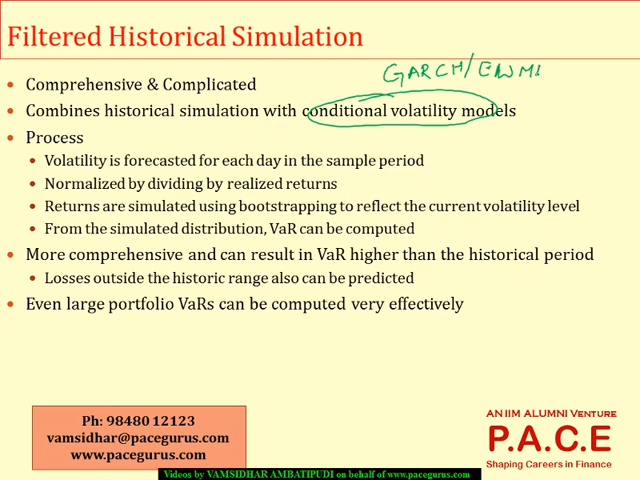 Filtered Historical Simulation
GARCH/EWM
Comprehensive & Complicated
Combines historical simulation with conditional volatility models
Process
Volatility is forecasted for each day in the sample period
Normalized by dividing by realized returns
Returns are simulated using bootstrapping to reflect the current volatility level
From the simulated distribution, VaR can be computed
More comprehensive and can result in VaR higher than the historical period
Losses outside the historic range also can be predicted
Even large portfolio VaRs can be computed very effectively
Ph: 98480 12123
vamsidhar@pacegurus.com
www.pacegurus.com
AN IIM ALUMNI VENTURE
P.A.C.E
Shaping Careers in Finance
Videos by VAMSIDHAR AMBATIPUDI on behalf of www.pacegurus.com